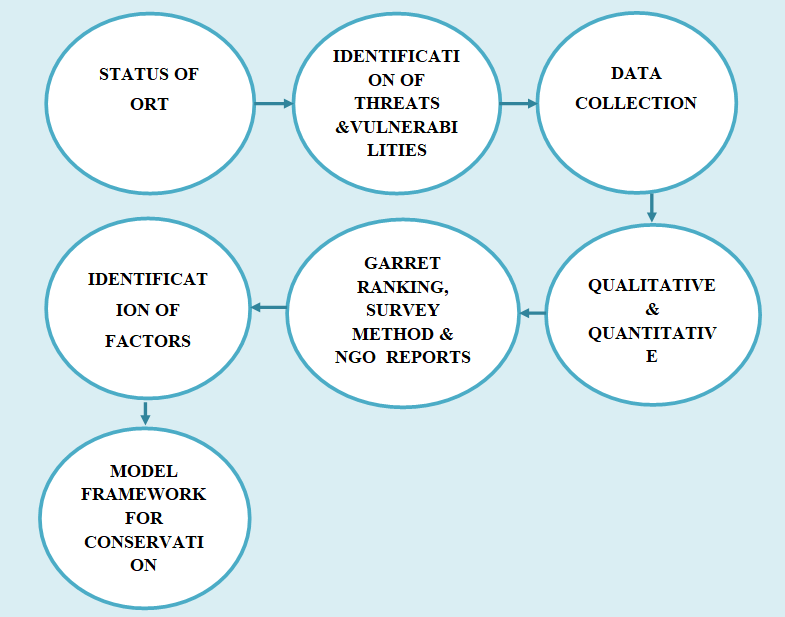 STATUS OF
ORT
IDENTIFICATI
ON OF
THREATS
&VULNERABI
LITIES
DATA
COLLECTION
QUALITATIVE
&
QUANTITATIV
E
GARRET
RANKING,
SURVEY
METHOD &
NGO REPORTS
IDENTIFICAT
ION OF
FACTORS
MODEL
FRAMEWORK
FOR
CONSERVATI
ON